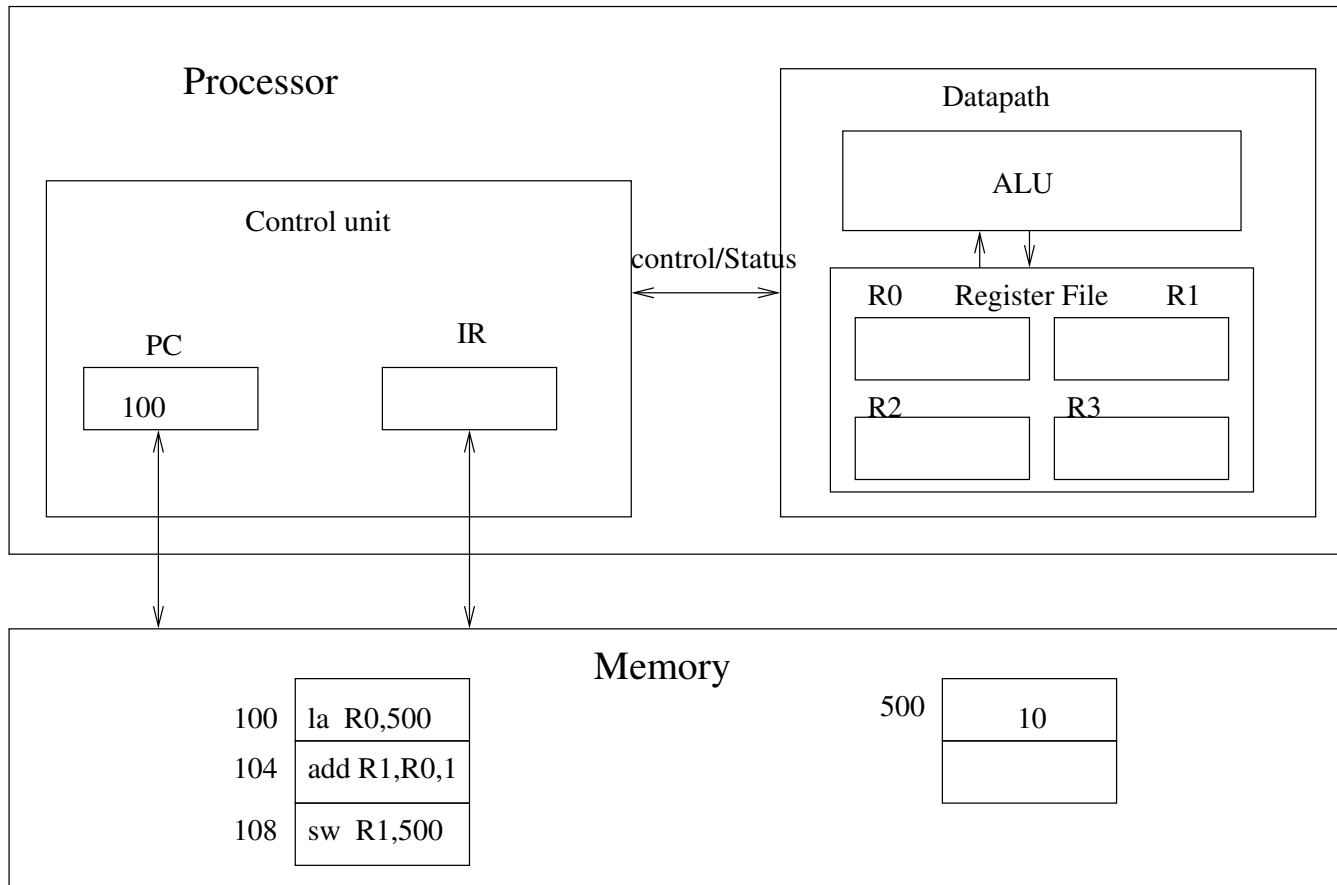 Processor
Datapath
ALU
Control unit
control/Status
R0 Register File R1
PC
IR
100
R2 R3
Memory
100 la R0,500
104 add R1,R0,1
108 sw R1,500
500 10